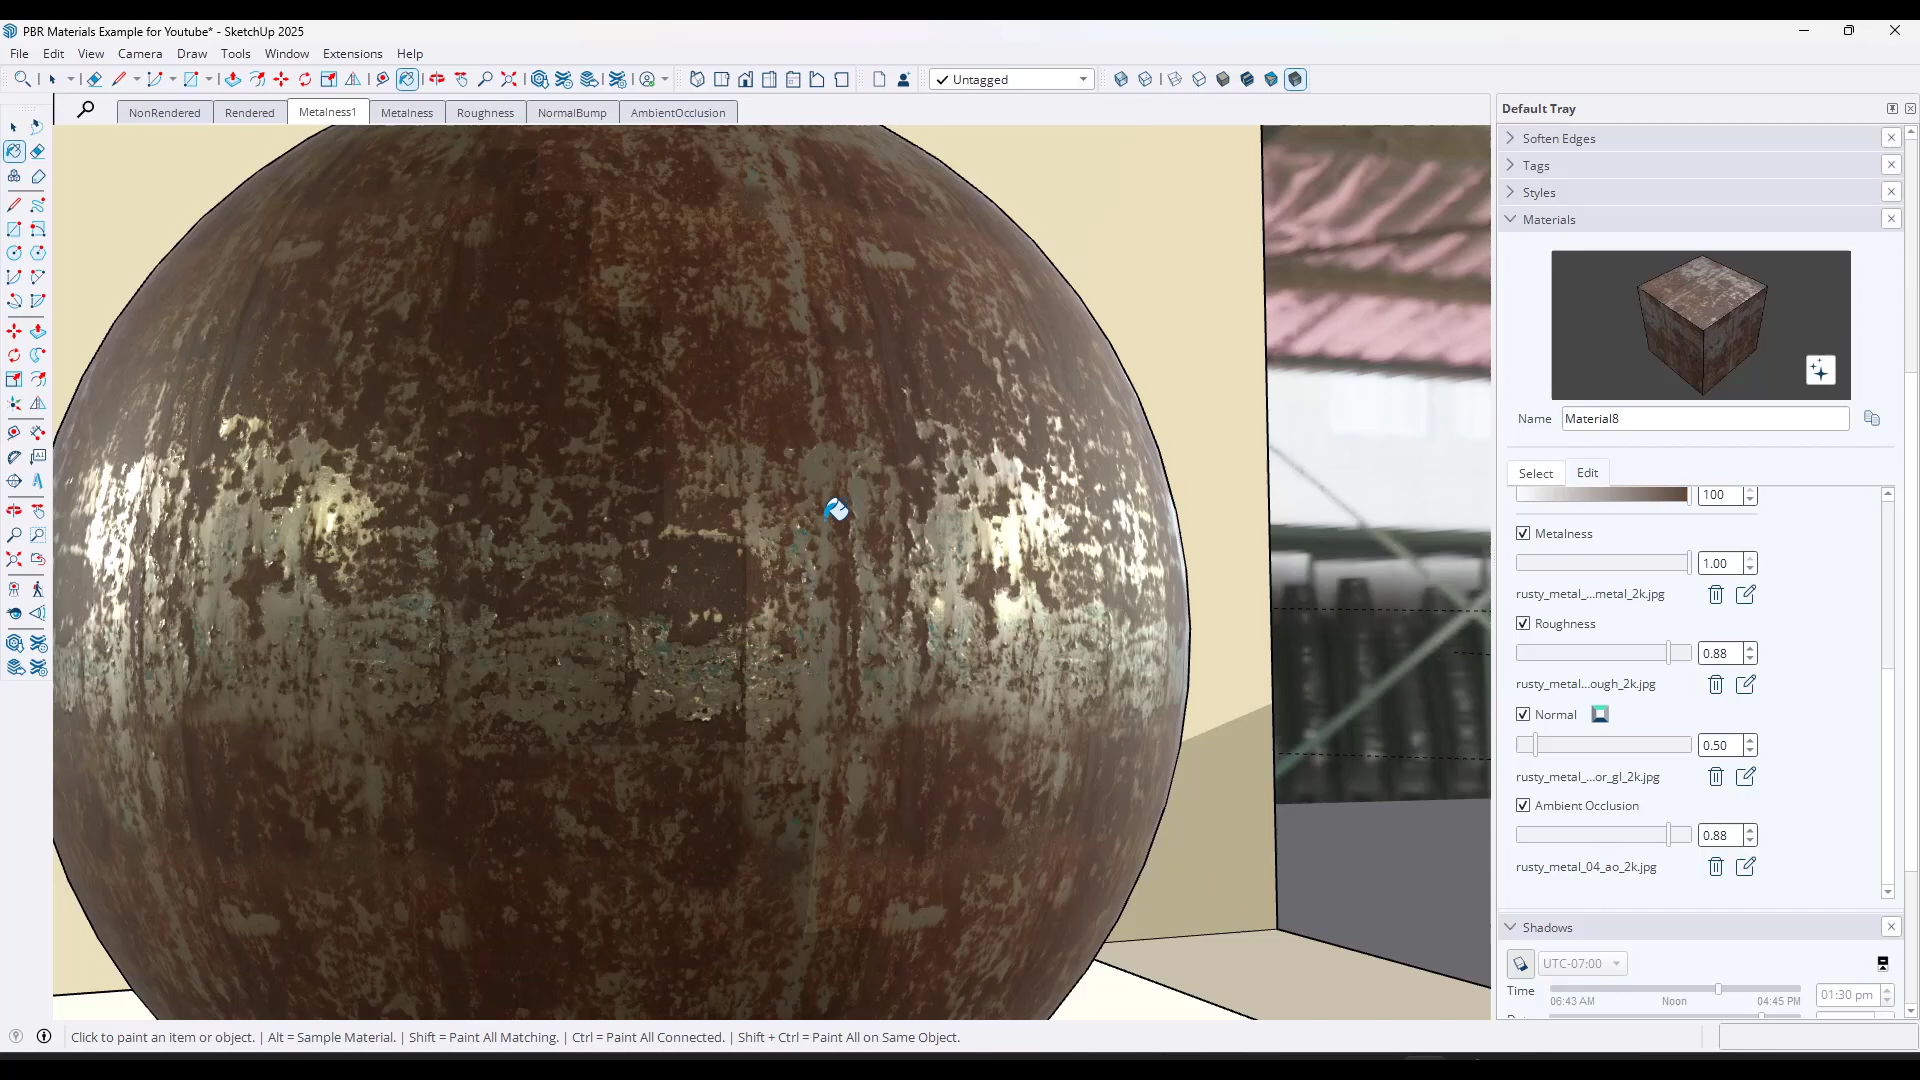 PBR Materials Example for Youtube* - SketchUp 2025
File Edit View Camera Draw Tools Window Extensions Help
Untagged
NonRendered Rendered Metalness1 Metalness Roughness NormalBump AmbientOcclusion
Default Tray
Soften Edges
Tags
Styles
Materials
Name Material8
Select Edit
100
Metalness
1.00
rusty_metal_...metal_2k.jpg
Roughness
0.88
rusty_metal...ough_2k.jpg
Normal
0.50
rusty_metal_...or_gl_2k.jpg
Ambient Occlusion
0.88
rusty_metal_04_ao_2k.jpg
Shadows
UTC-07:00
Time 06:43 AM Noon 04:45 PM 01:30 pm
Click to paint an item or object. | Alt = Sample Material. | Shift = Paint All Matching. | Ctrl = Paint All Connected. | Shift + Ctrl = Paint All on Same Object.